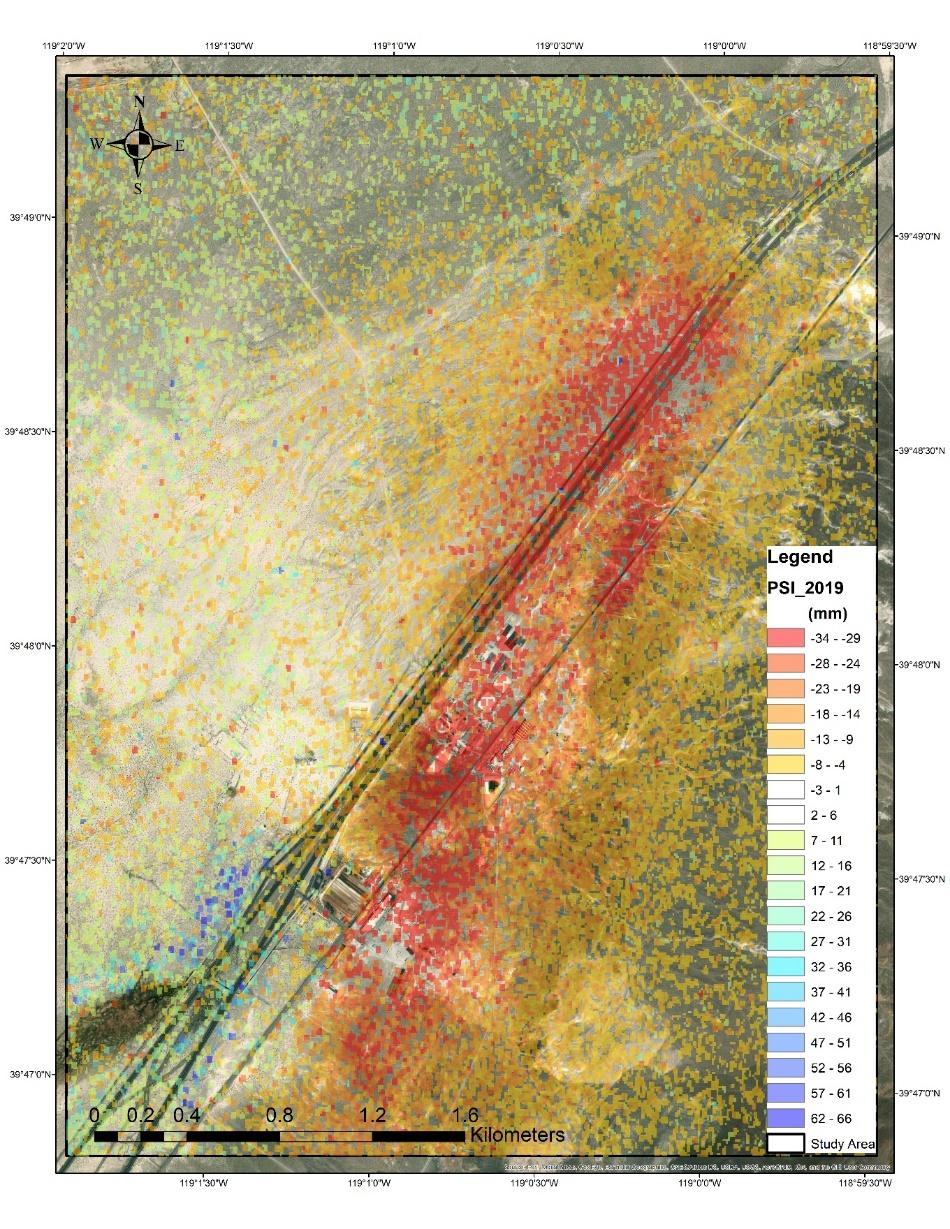 119°2'0"W 119°1'30"W 119°1'0"W 119°0'30"W 119°0'0"W 118°59'30"W
N
W E
S
39°49'0"N
39°49'0"N
39°48'30"N
39°48'30"N
Legend
PSI_2019
(mm)
-34 - -29
39°48'0"N
-28 - -24
39°48'0"N
-23 - -19
-18 - -14
-13 - -9
-8 - -4
-3 - 1
2 - 6
7 - 11
39°47'30"N
12 - 16
39°47'30"N
17 - 21
22 - 26
27 - 31
32 - 36
37 - 41
42 - 46
47 - 51
52 - 56
39°47'0"N
57 - 61
39°47'0"N
62 - 66
0 0.2 0.4 0.8 1.2 1.6
Kilometers
Study Area
119°1'30"W 119°1'0"W 119°0'30"W 119°0'0"W 118°59'30"W